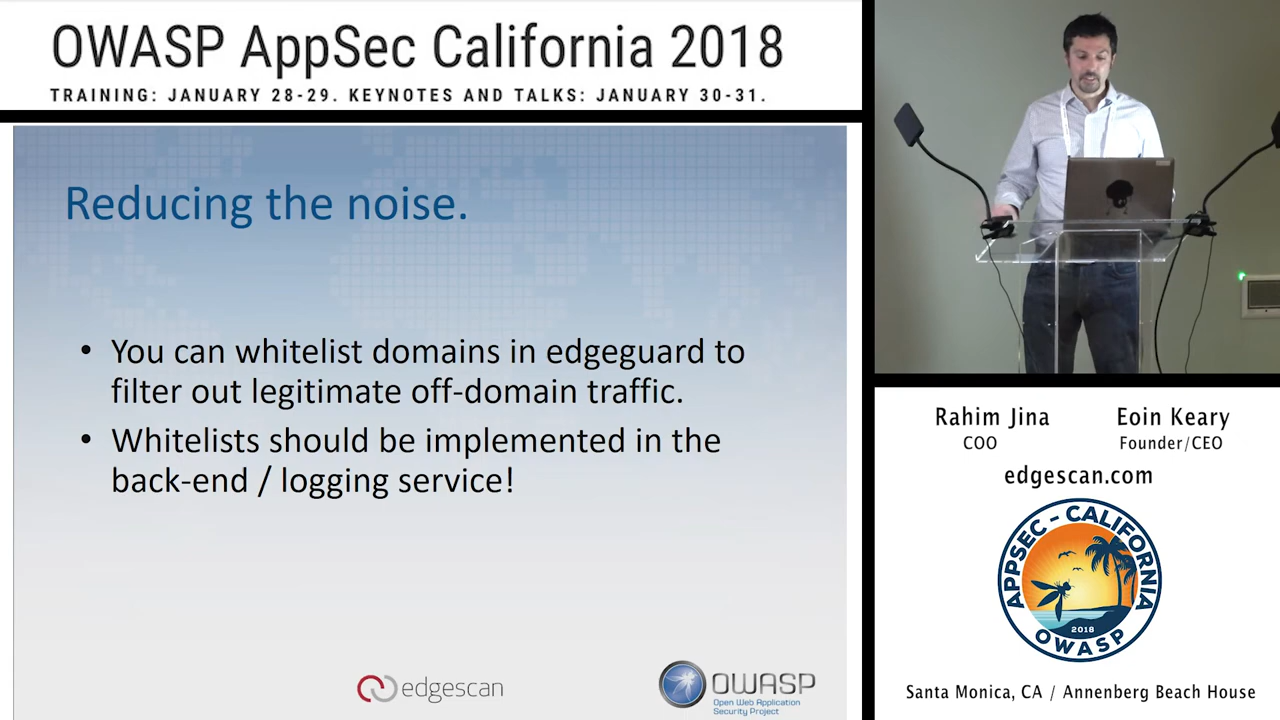 OWASP AppSec California 2018
TRAINING: JANUARY 28-29. KEYNOTES AND TALKS: JANUARY 30-31.
Reducing the noise.
• You can whitelist domains in edgeguard to
filter out legitimate off-domain traffic.
• Whitelists should be implemented in the
back-end / logging service!
edgescan
OWASP
Open Web Application
Security Project
Rahim Jina
COO
Eoin Keary
Founder/CEO
edgescan.com
APPSEC - CALIFORNIA
2018
OWASP
Santa Monica, CA / Annenberg Beach House